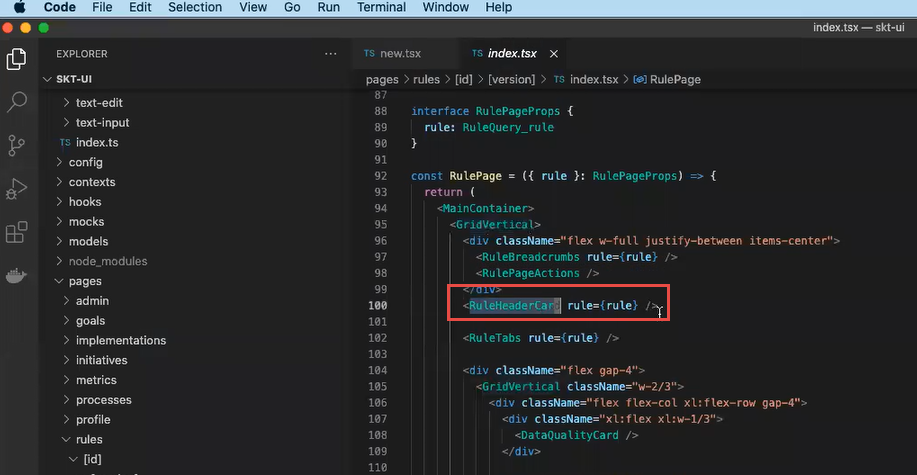 Code File Edit Selection View Go Run Terminal Window Help
index.tsx — skt-ui
EXPLORER ...
TS new.tsx TS index.tsx ×
SKT-UI
pages > rules > [id] > [version] > TS index.tsx > RulePage
text-edit
text-input
TS index.ts
config
contexts
hooks
mocks
models
node_modules
pages
admin
goals
implementations
initiatives
metrics
processes
profile
rules
[id]
87
88 interface RulePageProps {
89 rule: RuleQuery_rule
90 }
91
92 const RulePage = ({ rule }: RulePageProps) => {
93 return (
94 <MainContainer>
95 <GridVertical>
96 <div className="flex w-full justify-between items-center">
97 <RuleBreadcrumbs rule={rule} />
98 <RulePageActions />
99 </div>
100 <RuleHeaderCard rule={rule} />
101
102 <RuleTabs rule={rule} />
103
104 <div className="flex gap-4">
105 <GridVertical className="w-2/3">
106 <div className="flex flex-col xl:flex-row gap-4">
107 <div className="xl:flex xl:w-1/3">
108 <DataQualityCard />
109 </div>
110